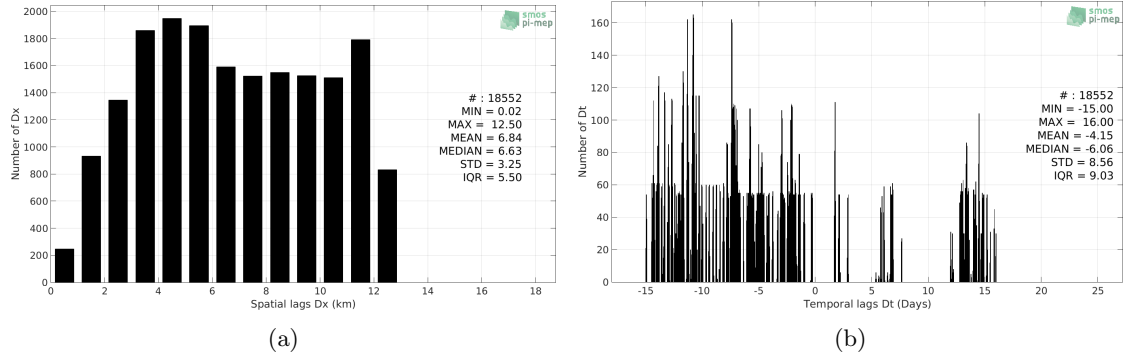 smos
pi-mep
2000
1800
1600
1400
1200
1000
800
600
400
200
0
Number of Dx
# : 18552
MIN = 0.02
MAX = 12.50
MEAN = 6.84
MEDIAN = 6.63
STD = 3.25
IQR = 5.50
0 2 4 6 8 10 12 14 16 18
Spatial lags Dx (km)
(a)
smos
pi-mep
160
140
120
100
80
60
40
20
0
Number of Dt
# : 18552
MIN = -15.00
MAX = 16.00
MEAN = -4.15
MEDIAN = -6.06
STD = 8.56
IQR = 9.03
-15 -10 -5 0 5 10 15 20 25
Temporal lags Dt (Days)
(b)